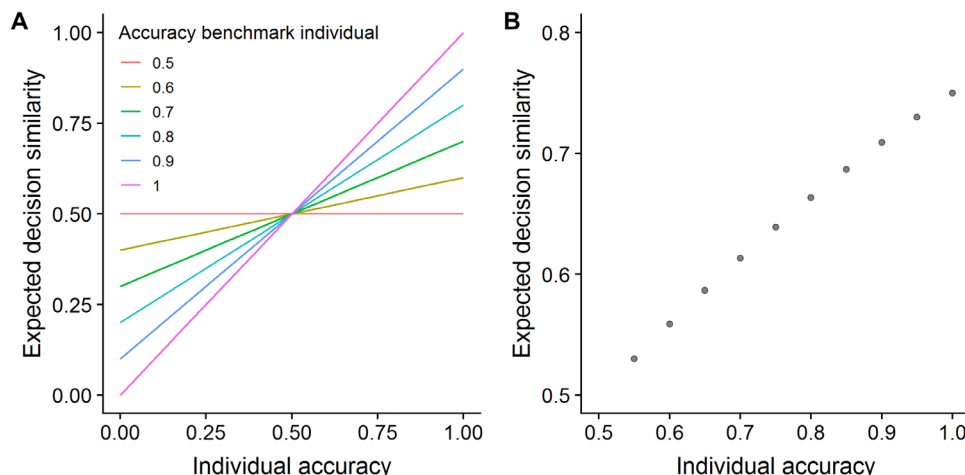 A
Expected decision similarity
1.00
0.75
0.50
0.25
0.00
Accuracy benchmark individual
0.5
0.6
0.7
0.8
0.9
1
0.00 0.25 0.50 0.75 1.00
Individual accuracy
B
Expected decision similarity
0.8
0.7
0.6
0.5
0.5 0.6 0.7 0.8 0.9 1.0
Individual accuracy